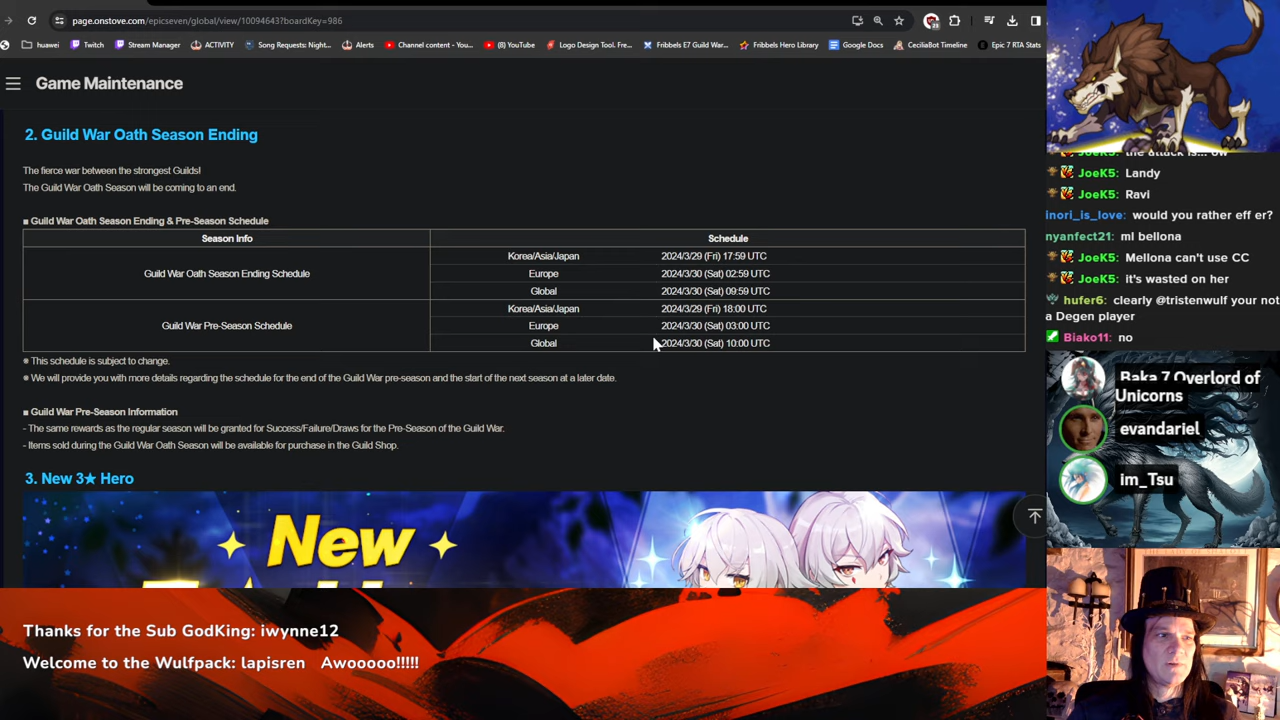 page.onstove.com/epicseven/global/view/10094643?boardKey=986
huawei Twitch Stream Manager ACTIVITY Song Requests: Night... Alerts Channel content - You... (8) YouTube Logo Design Tool. Fre... Fribbels E7 Guild War... Fribbels Hero Library Google Docs CeciliaBot Timeline Epic 7 RTA Stats
Game Maintenance
2. Guild War Oath Season Ending
The fierce war between the strongest Guilds!
The Guild War Oath Season will be coming to an end.
■ Guild War Oath Season Ending & Pre-Season Schedule
Season Info Schedule
Guild War Oath Season Ending Schedule
Korea/Asia/Japan 2024/3/29 (Fri) 17:59 UTC
Europe 2024/3/30 (Sat) 02:59 UTC
Global 2024/3/30 (Sat) 09:59 UTC
Guild War Pre-Season Schedule
Korea/Asia/Japan 2024/3/29 (Fri) 18:00 UTC
Europe 2024/3/30 (Sat) 03:00 UTC
Global 2024/3/30 (Sat) 10:00 UTC
※ This schedule is subject to change.
※ We will provide you with more details regarding the schedule for the end of the Guild War pre-season and the start of the next season at a later date.
■ Guild War Pre-Season Information
- The same rewards as the regular season will be granted for Success/Failure/Draws for the Pre-Season of the Guild War.
- Items sold during the Guild War Oath Season will be available for purchase in the Guild Shop.
3. New 3★ Hero
New
Thanks for the Sub GodKing: iwynne12
Welcome to the Wulfpack: lapisren Awooooo!!!!!
JoeK5: the attack is... ow
JoeK5: Landy
JoeK5: Ravi
inori_is_love: would you rather eff er?
nyanfect21: ml bellona
JoeK5: Mellona can't use CC
JoeK5: it's wasted on her
hufer6: clearly @tristenwulf your not
a Degen player
Biako11: no
Baka 7 Overlord of
Unicorns
evandariel
im_Tsu